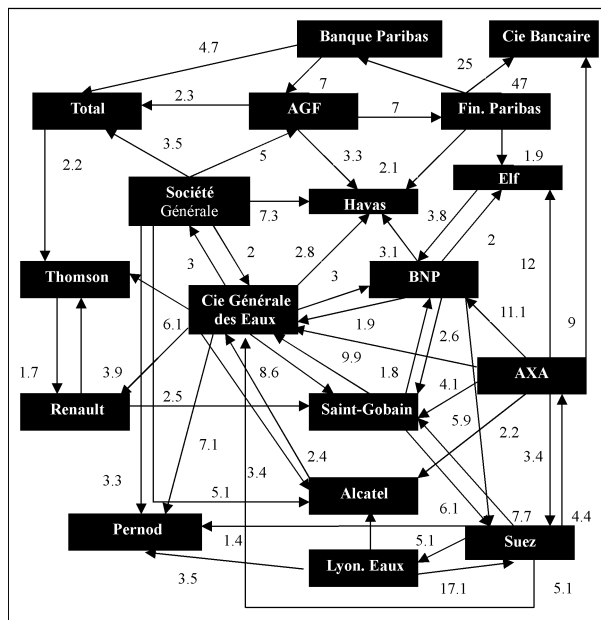 Banque Paribas
Cie Bancaire
4.7
25
7
47
Total
2.3
AGF
7
Fin. Paribas
3.5
5
3.3
2.1
1.9
2.2
Elf
Société
Générale
7.3
Havas
3.8
2
2.8
3.1
2
12
3
Thomson
Cie Générale
des Eaux
3
BNP
6.1
1.9
11.1
9
1.7
3.9
9.9
1.8
2.6
8.6
4.1
AXA
Renault
2.5
Saint-Gobain
5.9
2.2
7.1
2.4
3.4
3.3
3.4
5.1
Alcatel
6.1
7.7
4.4
Pernod
1.4
5.1
Suez
3.5
Lyon. Eaux
17.1
5.1